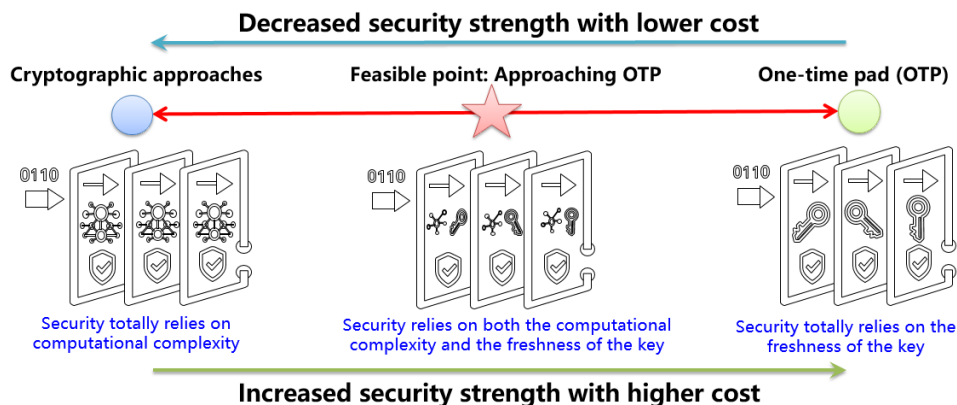 Decreased security strength with lower cost
Cryptographic approaches
Feasible point: Approaching OTP
One-time pad (OTP)
0110
0110
0110
Security totally relies on
computational complexity
Security relies on both the computational
complexity and the freshness of the key
Security totally relies on the
freshness of the key
Increased security strength with higher cost